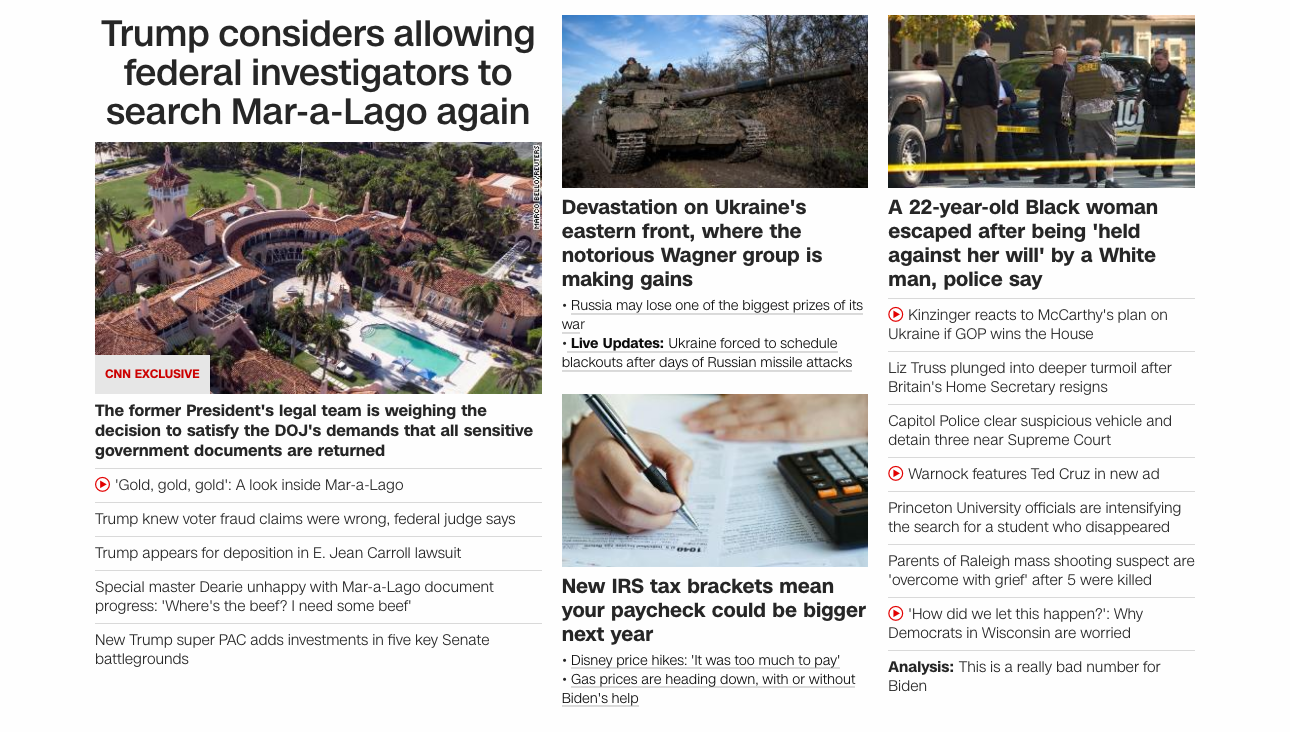 Trump considers allowing
federal investigators to
search Mar-a-Lago again
MARCO BELLO/REUTERS
CNN EXCLUSIVE
The former President's legal team is weighing the
decision to satisfy the DOJ's demands that all sensitive
government documents are returned
'Gold, gold, gold': A look inside Mar-a-Lago
Trump knew voter fraud claims were wrong, federal judge says
Trump appears for deposition in E. Jean Carroll lawsuit
Special master Dearie unhappy with Mar-a-Lago document
progress: 'Where's the beef? I need some beef'
New Trump super PAC adds investments in five key Senate
battlegrounds
Devastation on Ukraine's
eastern front, where the
notorious Wagner group is
making gains
• Russia may lose one of the biggest prizes of its
war
• Live Updates: Ukraine forced to schedule
blackouts after days of Russian missile attacks
1040
New IRS tax brackets mean
your paycheck could be bigger
next year
• Disney price hikes: 'It was too much to pay'
• Gas prices are heading down, with or without
Biden's help
A 22-year-old Black woman
escaped after being 'held
against her will' by a White
man, police say
Kinzinger reacts to McCarthy's plan on
Ukraine if GOP wins the House
Liz Truss plunged into deeper turmoil after
Britain's Home Secretary resigns
Capitol Police clear suspicious vehicle and
detain three near Supreme Court
Warnock features Ted Cruz in new ad
Princeton University officials are intensifying
the search for a student who disappeared
Parents of Raleigh mass shooting suspect are
'overcome with grief' after 5 were killed
'How did we let this happen?': Why
Democrats in Wisconsin are worried
Analysis: This is a really bad number for
Biden